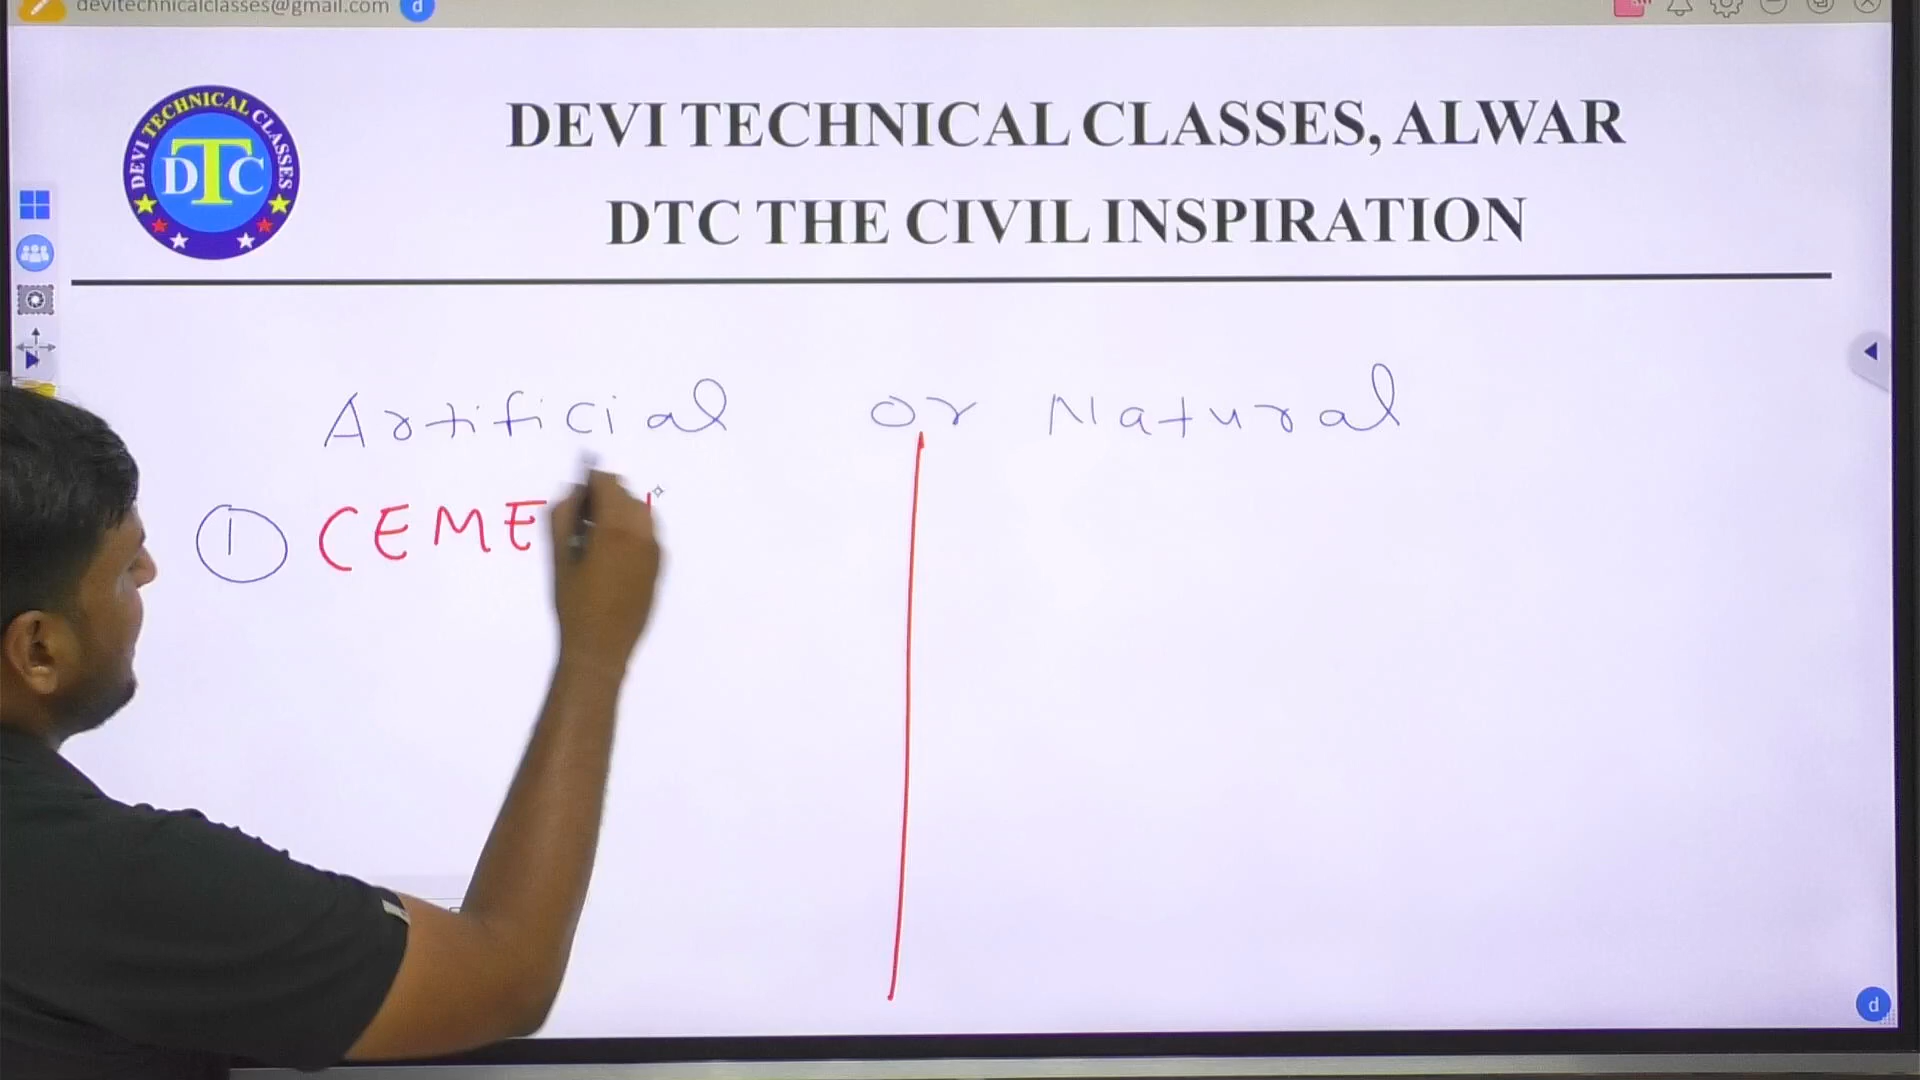 devitechnicalclasses@gmail.com d
DEVI TECHNICAL CLASSES
DTC
DEVI TECHNICAL CLASSES, ALWAR
DTC THE CIVIL INSPIRATION
Artificial or Natural
1 CEME
d